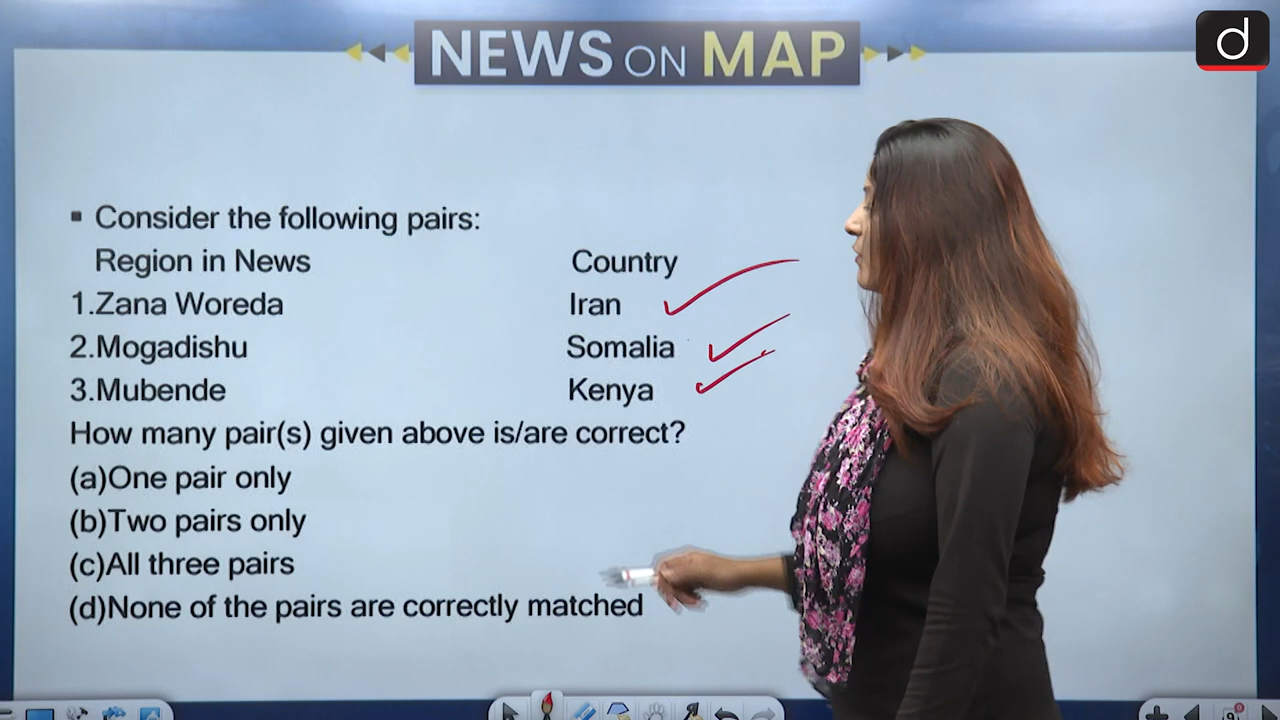 NEWS ON MAP
d
▪ Consider the following pairs:
Region in News Country
1.Zana Woreda Iran
2.Mogadishu Somalia
3.Mubende Kenya
How many pair(s) given above is/are correct?
(a)One pair only
(b)Two pairs only
(c)All three pairs
(d)None of the pairs are correctly matched